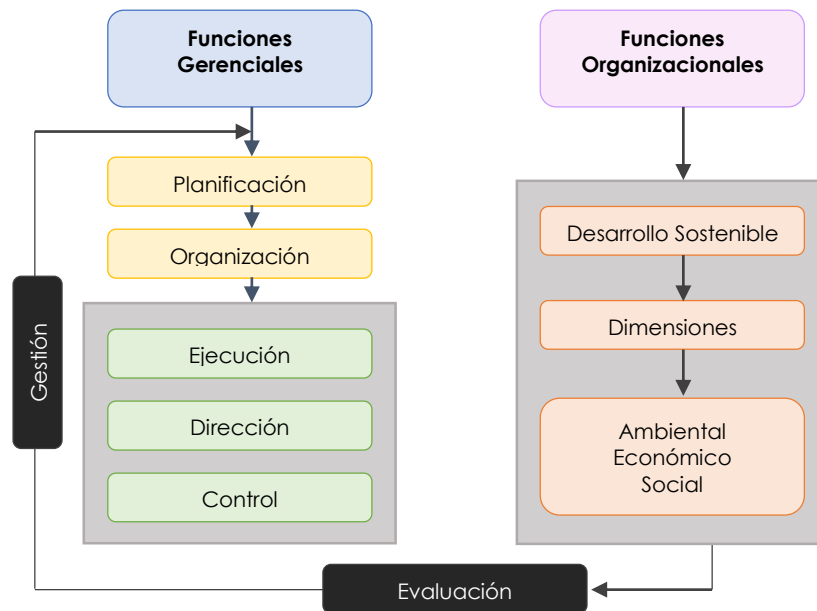 Funciones
Gerenciales
Planificación
Organización
Ejecución
Dirección
Control
Gestión
Funciones
Organizacionales
Desarrollo Sostenible
Dimensiones
Ambiental
Económico
Social
Evaluación